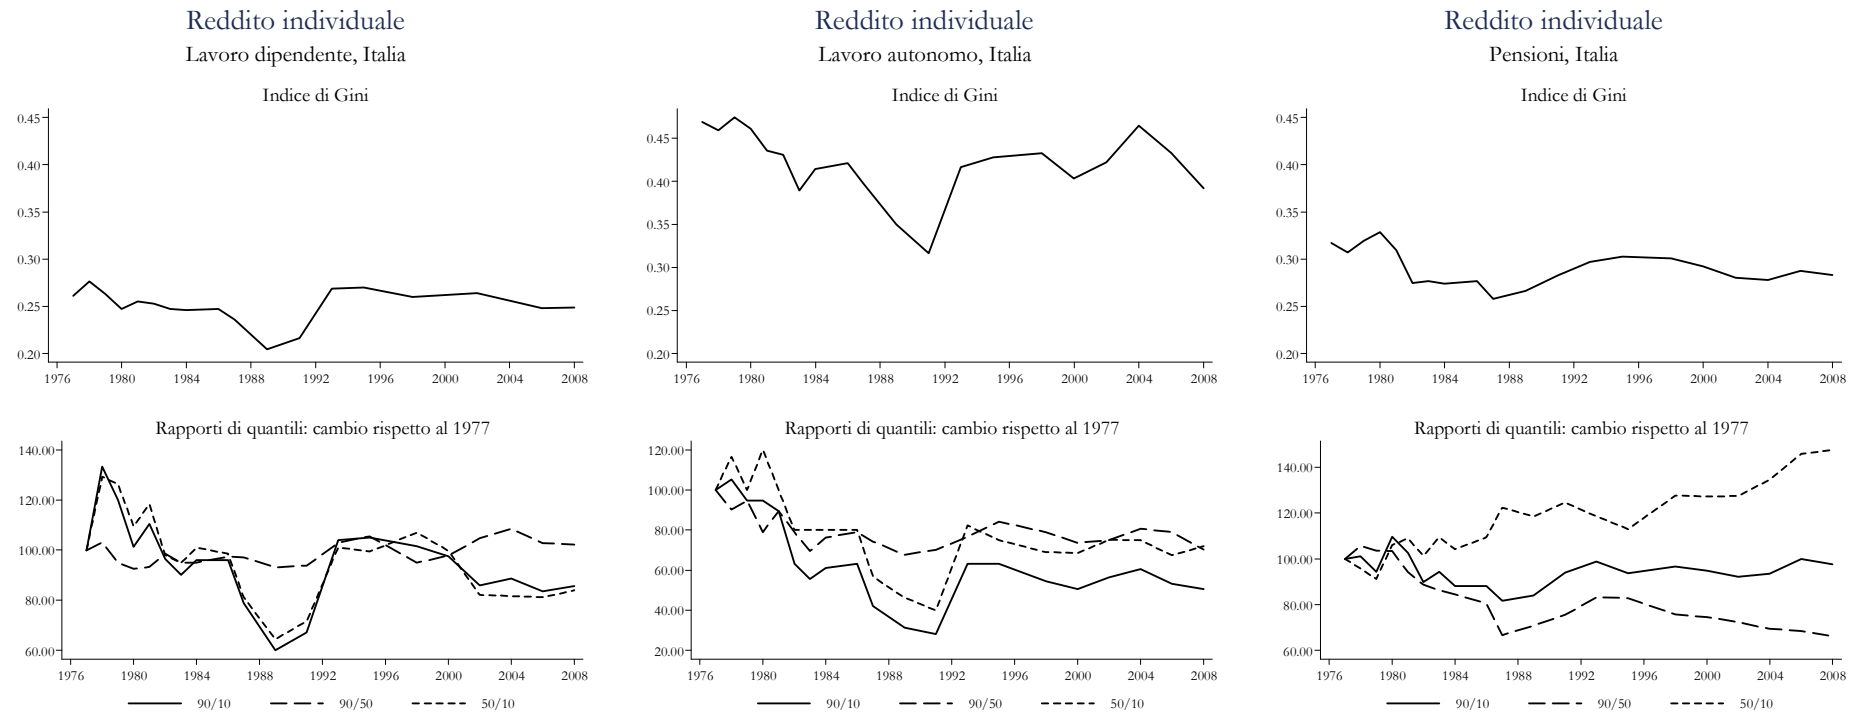 Reddito individuale
Lavoro dipendente, Italia
Indice di Gini
0.45
0.40
0.35
0.30
0.25
0.20
1976 1980 1984 1988 1992 1996 2000 2004 2008
Rapporti di quantili: cambio rispetto al 1977
140.00
120.00
100.00
80.00
60.00
1976 1980 1984 1988 1992 1996 2000 2004 2008
90/10 90/50 50/10
Reddito individuale
Lavoro autonomo, Italia
Indice di Gini
0.45
0.40
0.35
0.30
0.25
0.20
1976 1980 1984 1988 1992 1996 2000 2004 2008
Rapporti di quantili: cambio rispetto al 1977
120.00
100.00
80.00
60.00
40.00
20.00
1976 1980 1984 1988 1992 1996 2000 2004 2008
90/10 90/50 50/10
Reddito individuale
Pensioni, Italia
Indice di Gini
0.45
0.40
0.35
0.30
0.25
0.20
1976 1980 1984 1988 1992 1996 2000 2004 2008
Rapporti di quantili: cambio rispetto al 1977
140.00
120.00
100.00
80.00
60.00
1976 1980 1984 1988 1992 1996 2000 2004 2008
90/10 90/50 50/10